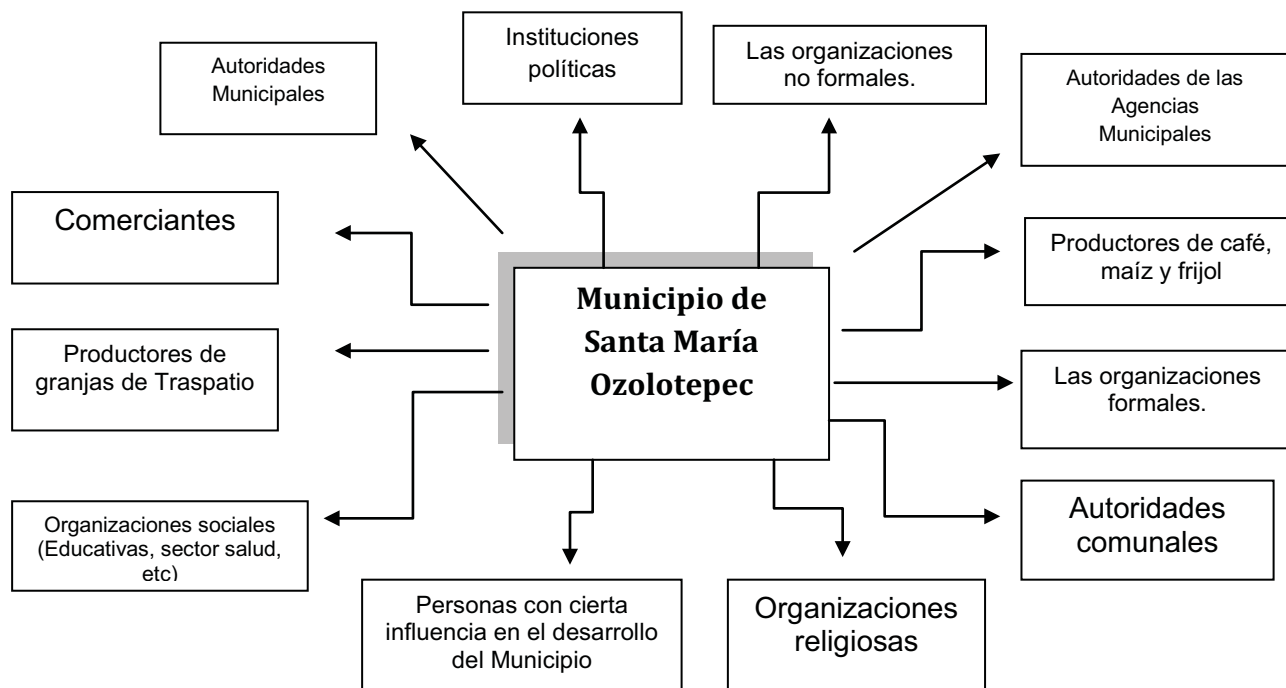 Autoridades
Municipales
Instituciones
políticas
Las organizaciones
no formales.
Autoridades de las
Agencias
Municipales
Comerciantes
Productores de café,
maíz y frijol
Municipio de
Santa María
Ozolotepec
Productores de
granjas de Traspatio
Las organizaciones
formales.
Organizaciones sociales
(Educativas, sector salud,
etc)
Autoridades
comunales
Personas con cierta
influencia en el desarrollo
del Municipio
Organizaciones
religiosas